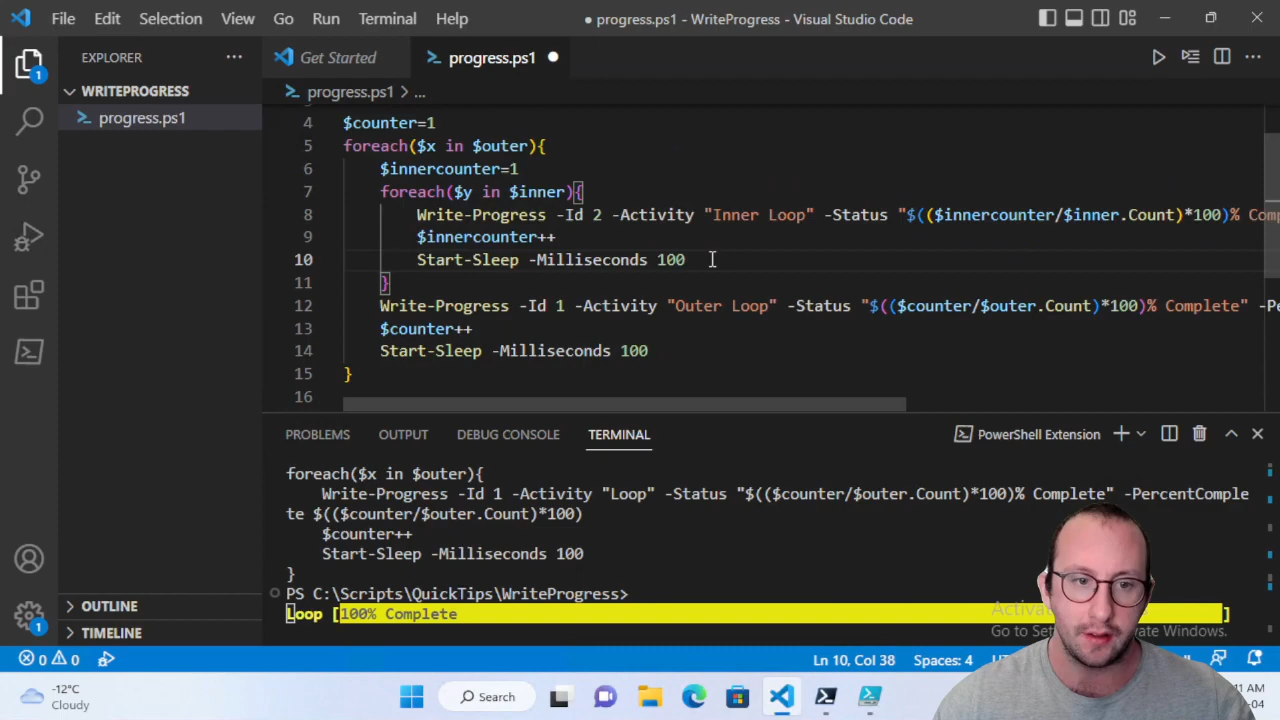 File Edit Selection View Go Run Terminal Help
● progress.ps1 - WriteProgress - Visual Studio Code
EXPLORER
Get Started
progress.ps1 ●
WRITEPROGRESS
progress.ps1
progress.ps1 > ...
4 $counter=1
5 foreach($x in $outer){
6 $innercounter=1
7 foreach($y in $inner){
8 Write-Progress -Id 2 -Activity "Inner Loop" -Status "$(($innercounter/$inner.Count)*100)% Com
9 $innercounter++
10 Start-Sleep -Milliseconds 100
11 }
12 Write-Progress -Id 1 -Activity "Outer Loop" -Status "$(($counter/$outer.Count)*100)% Complete" -Pe
13 $counter++
14 Start-Sleep -Milliseconds 100
15 }
16
PROBLEMS OUTPUT DEBUG CONSOLE TERMINAL
PowerShell Extension
foreach($x in $outer){
Write-Progress -Id 1 -Activity "Loop" -Status "$(($counter/$outer.Count)*100)% Complete" -PercentComple
te $(($counter/$outer.Count)*100)
$counter++
Start-Sleep -Milliseconds 100
}
PS C:\Scripts\QuickTips\WriteProgress>
Loop [100% Complete ]
Go to Set
ivate Windows.
OUTLINE
TIMELINE
1
1
0 0
Ln 10, Col 38 Spaces: 4
-12°C
Cloudy
Search
11 AM
-04